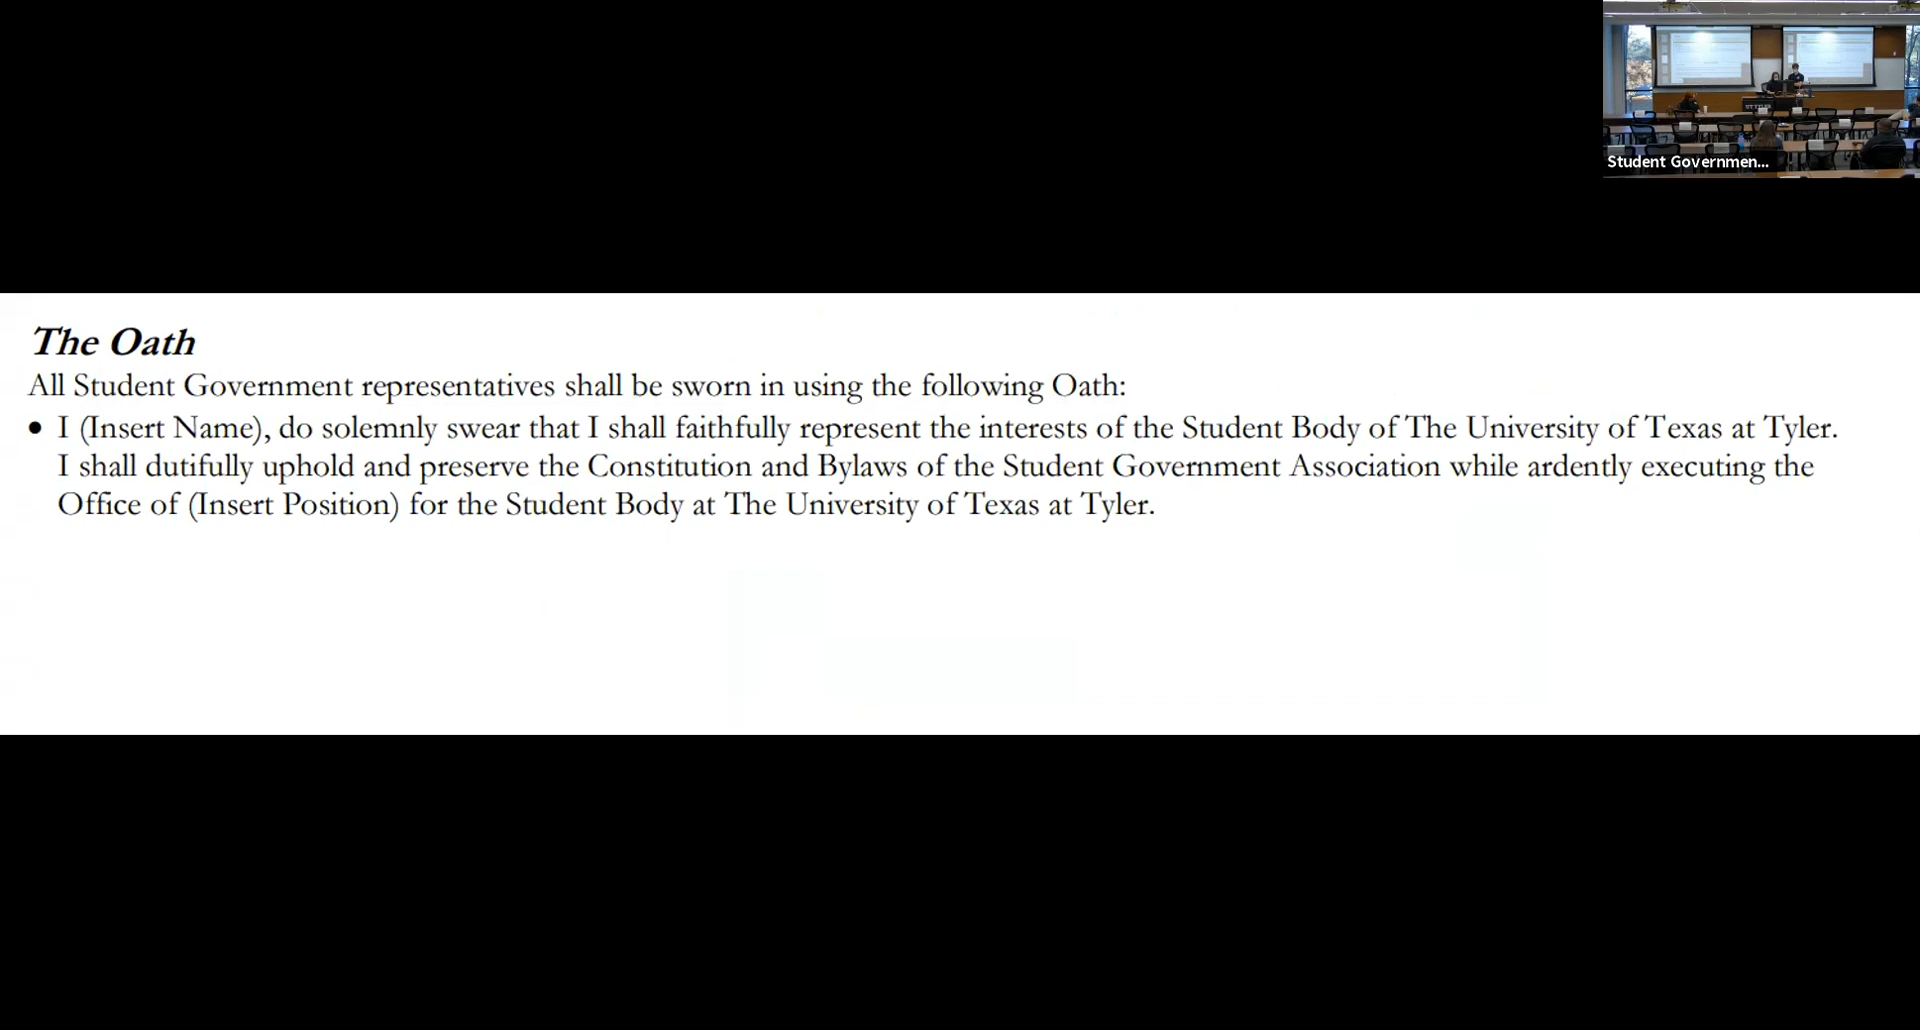 Student Governmen...
The Oath
All Student Government representatives shall be sworn in using the following Oath:
• I (Insert Name), do solemnly swear that I shall faithfully represent the interests of the Student Body of The University of Texas at Tyler.
I shall dutifully uphold and preserve the Constitution and Bylaws of the Student Government Association while ardently executing the
Office of (Insert Position) for the Student Body at The University of Texas at Tyler.